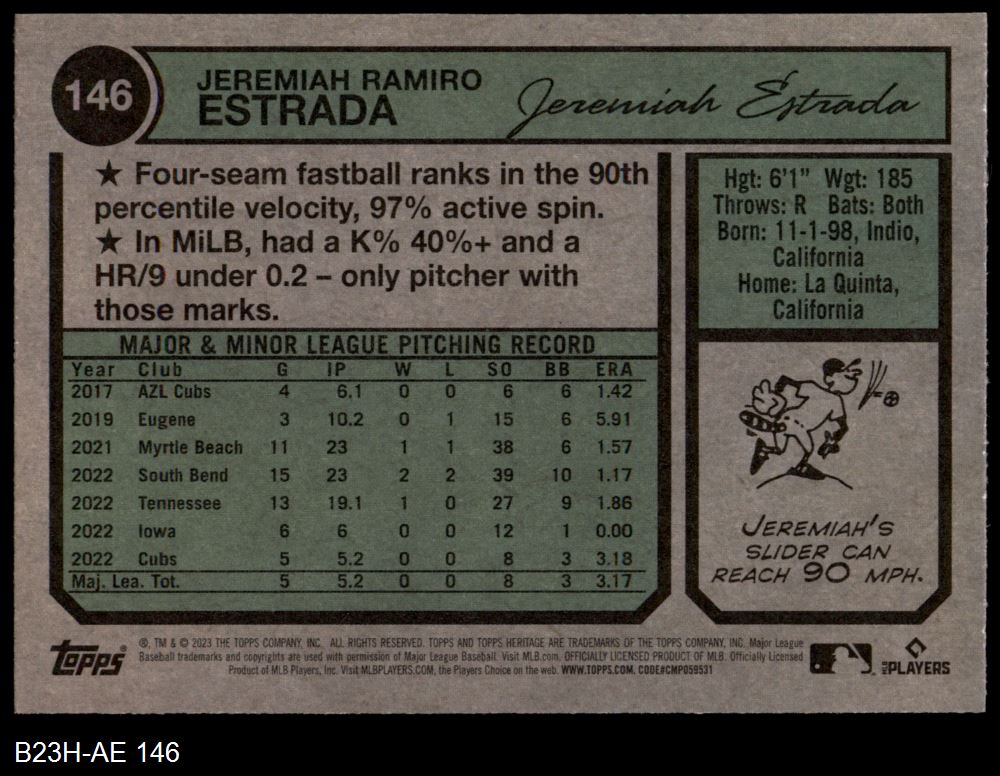 146
JEREMIAH RAMIRO
ESTRADA
Jeremiah Estrada
★ Four-seam fastball ranks in the 90th
percentile velocity, 97% active spin.
★ In MiLB, had a K% 40%+ and a
HR/9 under 0.2 – only pitcher with
those marks.
Hgt: 6'1" Wgt: 185
Throws: R Bats: Both
Born: 11-1-98, Indio,
California
Home: La Quinta,
California
MAJOR & MINOR LEAGUE PITCHING RECORD
Year Club G IP W L SO BB ERA
2017 AZL Cubs 4 6.1 0 0 6 6 1.42
2019 Eugene 3 10.2 0 1 15 6 5.91
2021 Myrtle Beach 11 23 1 1 38 6 1.57
2022 South Bend 15 23 2 2 39 10 1.17
2022 Tennessee 13 19.1 1 0 27 9 1.86
2022 Iowa 6 6 0 0 12 1 0.00
2022 Cubs 5 5.2 0 0 8 3 3.18
Maj. Lea. Tot. 5 5.2 0 0 8 3 3.17
JEREMIAH'S
SLIDER CAN
REACH 90 MPH.
TOPPS
®, TM & © 2023 THE TOPPS COMPANY, INC. ALL RIGHTS RESERVED. TOPPS AND TOPPS HERITAGE ARE TRADEMARKS OF THE TOPPS COMPANY, INC. Major League
Baseball trademarks and copyrights are used with permission of Major League Baseball. Visit MLB.com. OFFICIALLY LICENSED PRODUCT OF MLB. Officially Licensed
Product of MLB Players, Inc. Visit MLBPLAYERS.COM, the Players Choice on the web. WWW.TOPPS.COM. CODE#CMP059531
MLB PLAYERS
B23H-AE 146